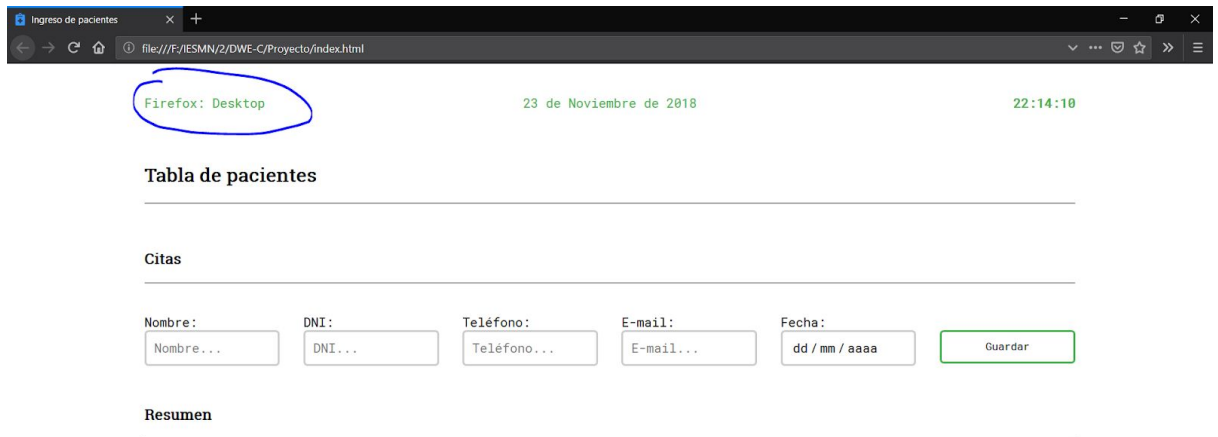 Ingreso de pacientes
file:///F:/IESMN/2/DWE-C/Proyecto/index.html
Firefox: Desktop 23 de Noviembre de 2018 22:14:10
Tabla de pacientes
Citas
Nombre: DNI: Teléfono: E-mail: Fecha:
Nombre... DNI... Teléfono... E-mail... dd / mm / aaaa Guardar
Resumen